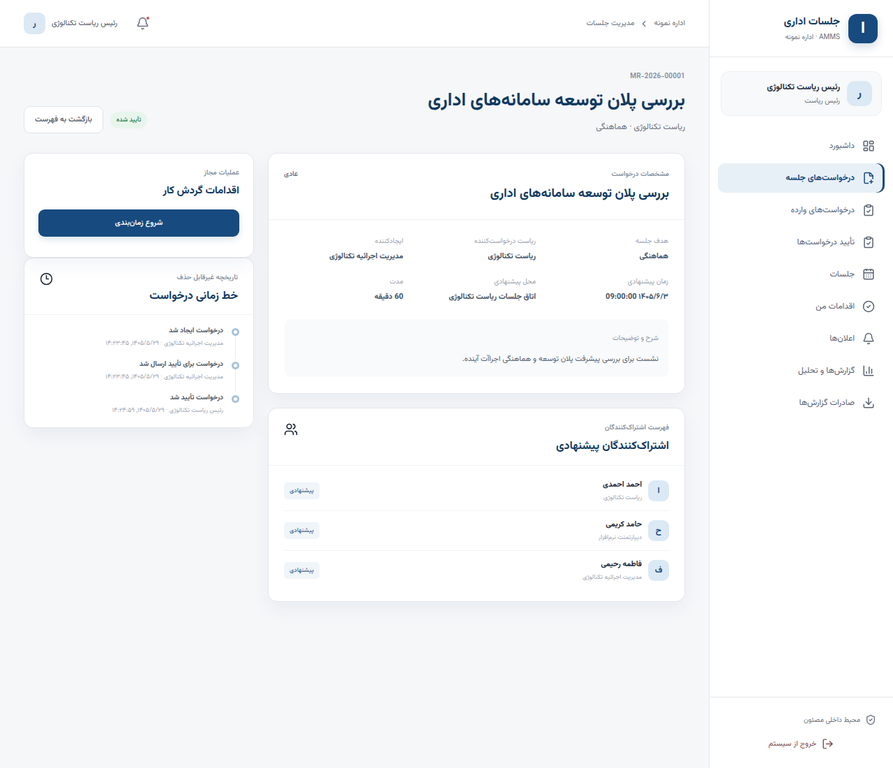 جلسات اداری
AMMS · اداره نمونه
ا
ر
رئیس ریاست تکنالوژی
رئیس ریاست
داشبورد
درخواست‌های جلسه
درخواست‌های وارده
تأیید درخواست‌ها
جلسات
اقدامات من
اعلان‌ها
گزارش‌ها و تحلیل
صادرات گزارش‌ها
محیط داخلی مصئون
خروج از سیستم
اداره نمونه
مدیریت جلسات
رئیس ریاست تکنالوژی
ر
MR-2026-00001
بررسی پلان توسعه سامانه‌های اداری
ریاست تکنالوژی · هماهنگی
تأیید شده
بازگشت به فهرست
مشخصات درخواست
عادی
بررسی پلان توسعه سامانه‌های اداری
هدف جلسه
ریاست درخواست‌کننده
ایجادکننده
هماهنگی
ریاست تکنالوژی
مدیریت اجرائیه تکنالوژی
زمان پیشنهادی
محل پیشنهادی
مدت
۱۴۰۵/۶/۳ 09:00:00
اتاق جلسات ریاست تکنالوژی
60 دقیقه
شرح و توضیحات
نشست برای بررسی پیشرفت پلان توسعه و هماهنگی اجراآت آینده.
فهرست اشتراک‌کنندگان
اشتراک‌کنندگان پیشنهادی
ا
احمد احمدی
ریاست تکنالوژی
پیشنهادی
ح
حامد کریمی
دیپارتمنت نرم‌افزار
پیشنهادی
ف
فاطمه رحیمی
مدیریت اجرائیه تکنالوژی
پیشنهادی
عملیات مجاز
اقدامات گردش کار
شروع زمان‌بندی
تاریخچه غیرقابل حذف
خط زمانی درخواست
درخواست ایجاد شد
مدیریت اجرائیه تکنالوژی · ۱۴۰۵/۵/۲۹, ۱۴:۲۳:۴۵
درخواست برای تأیید ارسال شد
مدیریت اجرائیه تکنالوژی · ۱۴۰۵/۵/۲۹, ۱۴:۲۳:۴۵
درخواست تأیید شد
رئیس ریاست تکنالوژی · ۱۴۰۵/۵/۲۹, ۱۴:۲۴:۵۹